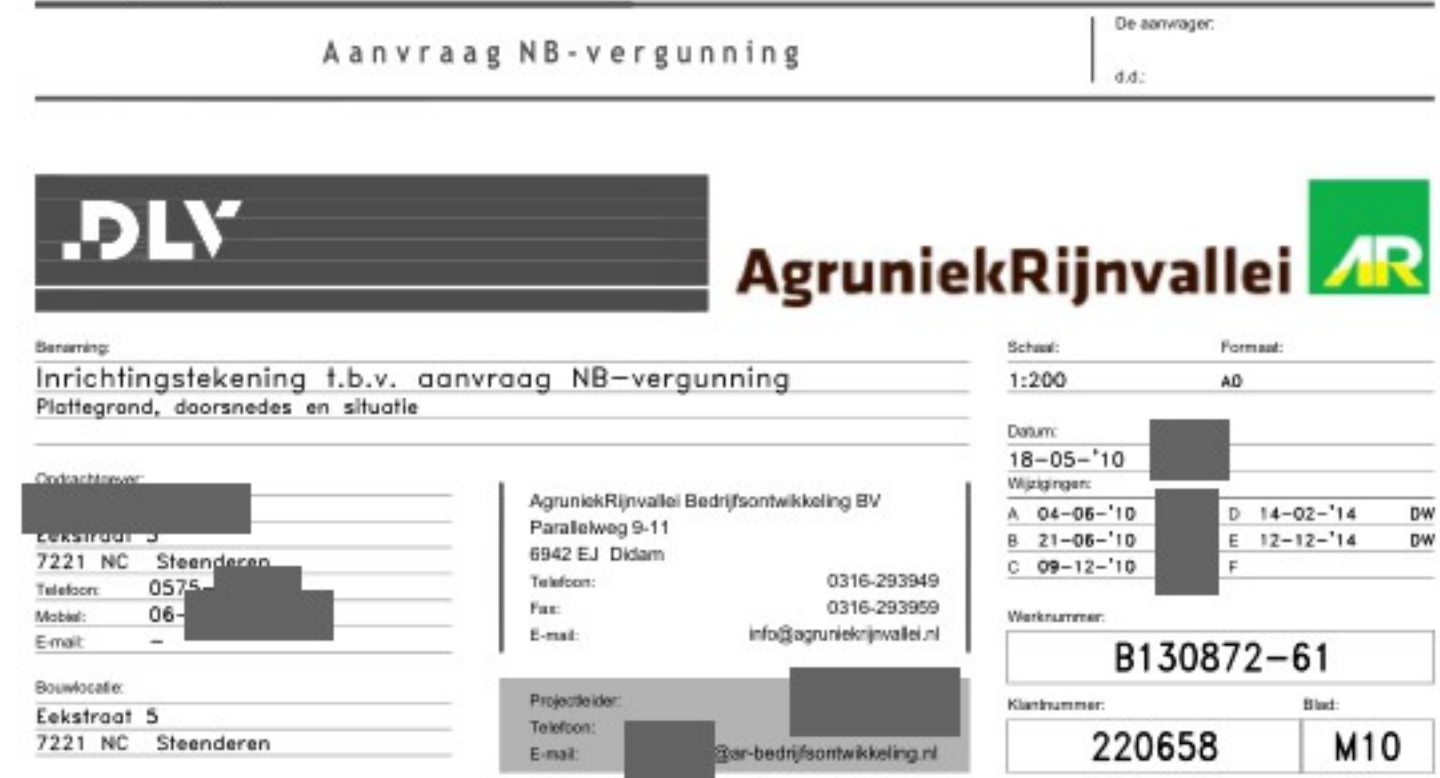 Aanvraag NB-vergunning
De aanvrager:
d.d.:
.DLV
AgruniekRijnvallei AR
Benaming:
Inrichtingstekening t.b.v. aanvraag NB-vergunning
Plattegrond, doorsnedes en situatie
Schaal: Formaat:
1:200 A0
Datum:
18-05-'10
Wijzigingen:
A 04-06-'10 D 14-02-'14 DW
B 21-06-'10 E 12-12-'14 DW
C 09-12-'10 F
Opdrachtgever:
Eekstraat 5
7221 NC Steenderen
Telefoon: 0575-
Mobiel: 06-
E-mail: -
Bouwlocatie:
Eekstraat 5
7221 NC Steenderen
AgruniekRijnvallei Bedrijfsontwikkeling BV
Parallelweg 9-11
6942 EJ Didam
Telefoon: 0316-293949
Fax: 0316-293959
E-mail: info@agruniekrijnvallei.nl
Projectleider:
Telefoon:
E-mail: @ar-bedrijfsontwikkeling.nl
Werknummer:
B130872-61
Klantnummer: Blad:
220658 M10